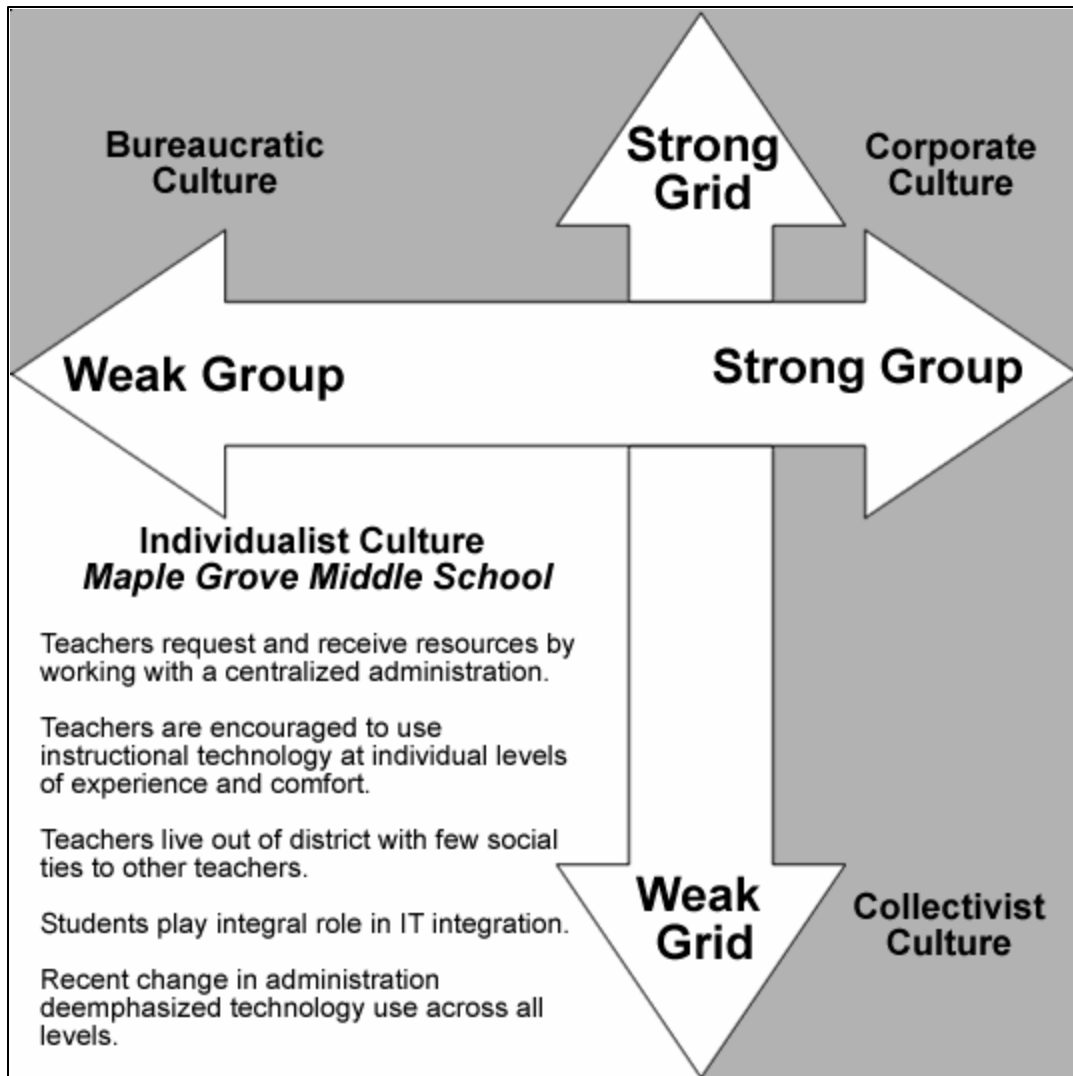 Bureaucratic
Culture
Strong
Grid
Corporate
Culture
Weak Group
Strong Group
Individualist Culture
Maple Grove Middle School
Teachers request and receive resources by
working with a centralized administration.
Teachers are encouraged to use
instructional technology at individual levels
of experience and comfort.
Teachers live out of district with few social
ties to other teachers.
Students play integral role in IT integration.
Recent change in administration
deemphasized technology use across all
levels.
Weak
Grid
Collectivist
Culture